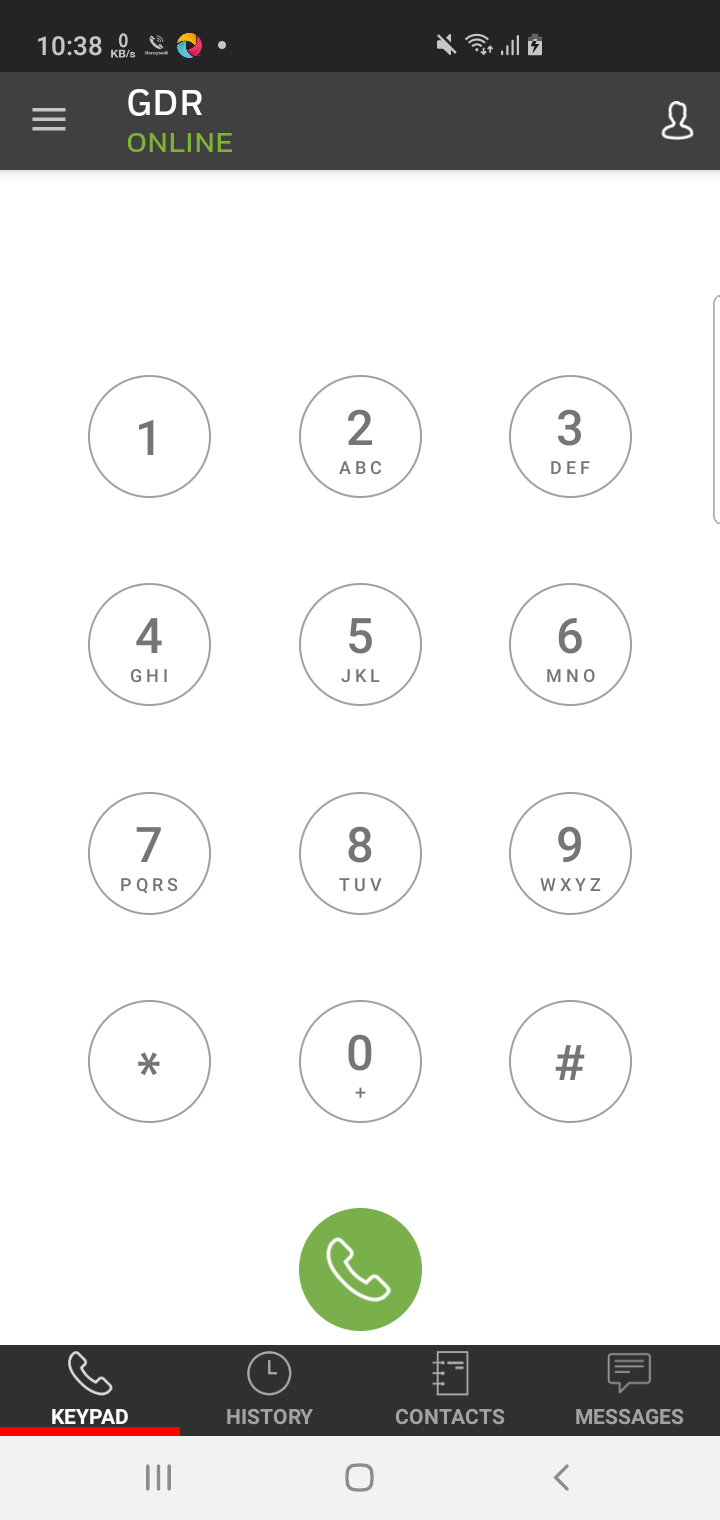 10:38 0 KB/s
GDR
ONLINE
1 2 3
ABC DEF
4 5 6
GHI JKL MNO
7 8 9
PQRS TUV WXYZ
* 0 #
+
KEYPAD HISTORY CONTACTS MESSAGES